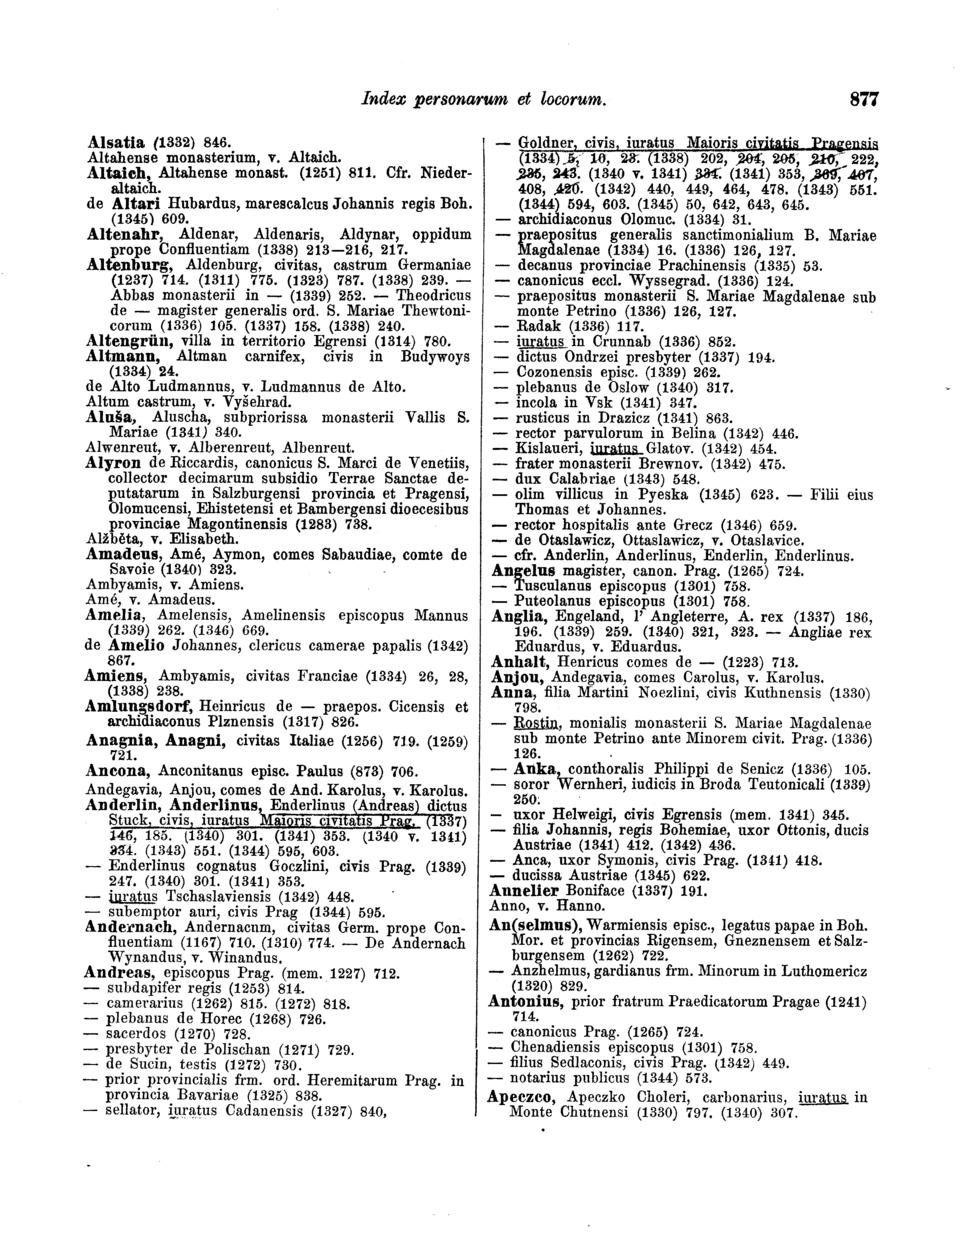 Index personarum et locorum. 877
Alsatia (1332) 846.
Altahense monasterium, v. Altaich.
Altaich, Altahense monast. (1251) 811. Cfr. Nieder-
altaich.
de Altari Hubardus, marescalcus Johannis regis Boh.
(1345) 609.
Altenahr, Aldenar, Aldenaris, Aldynar, oppidum
prope Confluentiam (1338) 213—216, 217.
Altenburg, Aldenburg, civitas, castrum Germaniae
(1237) 714. (1311) 775. (1323) 787. (1338) 239. —
Abbas monasterii in — (1339) 252. — Theodricus
de — magister generalis ord. S. Mariae Thewtoni-
corum (1336) 105. (1337) 158. (1338) 240.
Altengrün, villa in territorio Egrensi (1314) 780.
Altmann, Altman carnifex, civis in Budywoys
(1334) 24.
de Alto Ludmannus, v. Ludmannus de Alto.
Altum castrum, v. Vyšehrad.
Aluša, Aluscha, subpriorissa monasterii Vallis S.
Mariae (1341) 340.
Alwenreut, v. Alberenreut, Albenreut.
Alyron de Riccardis, canonicus S. Marci de Venetiis,
collector decimarum subsidio Terrae Sanctae de-
putatarum in Salzburgensi provincia et Pragensi,
Olomucensi, Ehistetensi et Bambergensi dioecesibus
provinciae Magontinensis (1283) 738.
Alžběta, v. Elisabeth.
Amadeus, Amé, Aymon, comes Sabaudiae, comte de
Savoie (1340) 323.
Ambyamis, v. Amiens.
Amé, v. Amadeus.
Amelia, Amelensis, Amelinensis episcopus Mannus
(1339) 262. (1346) 669.
de Amelio Johannes, clericus camerae papalis (1342)
867.
Amiens, Ambyamis, civitas Franciae (1334) 26, 28,
(1338) 238.
Amlungsdorf, Heinricus de — praepos. Cicensis et
archidiaconus Plznensis (1317) 826.
Anagnia, Anagni, civitas Italiae (1256) 719. (1259)
721.
Ancona, Anconitanus episc. Paulus (873) 706.
Andegavia, Anjou, comes de And. Karolus, v. Karolus.
Anderlin, Anderlinus, Enderlinus (Andreas) dictus
Stuck, civis, iuratus Maioris civitatis Prag. (1337)
146, 185. (1340) 301. (1341) 353. (1340 v. 1341)
834. (1343) 551. (1344) 595, 603.
— Enderlinus cognatus Goczlini, civis Prag. (1339)
247. (1340) 301. (1341) 353.
— iuratus Tschaslaviensis (1342) 448.
— subemptor auri, civis Prag (1344) 595.
Andernach, Andernacum, civitas Germ. prope Con-
fluentiam (1167) 710. (1310) 774. — De Andernach
Wynandus, v. Winandus.
Andreas, episcopus Prag. (mem. 1227) 712.
— subdapifer regis (1253) 814.
— camerarius (1262) 815. (1272) 818.
— plebanus de Horec (1268) 726.
— sacerdos (1270) 728.
— presbyter de Polischan (1271) 729.
— de Sucin, testis (1272) 730.
— prior provincialis frm. ord. Heremitarum Prag. in
provincia Bavariae (1325) 838.
— sellator, iuratus Cadanensis (1327) 840,
— Goldner, civis, iuratus Maioris civitatis Pragensis
(1334) 5, 10, 23. (1338) 202, 204, 205, 210, 222,
235, 243. (1340 v. 1341) 334. (1341) 353, 369, 407,
408, 420. (1342) 440, 449, 464, 478. (1343) 551.
(1344) 594, 603. (1345) 50, 642, 643, 645.
— archidiaconus Olomuc. (1334) 31.
— praepositus generalis sanctimonialium B. Mariae
Magdalenae (1334) 16. (1336) 126, 127.
— decanus provinciae Prachinensis (1335) 53.
— canonicus eccl. Wyssegrad. (1336) 124.
— praepositus monasterii S. Mariae Magdalenae sub
monte Petrino (1336) 126, 127.
— Radak (1336) 117.
— iuratus in Crunnab (1336) 852.
— dictus Ondrzei presbyter (1337) 194.
— Cozonensis episc. (1339) 262.
— plebanus de Oslow (1340) 317.
— incola in Vsk (1341) 347.
— rusticus in Drazicz (1341) 863.
— rector parvulorum in Belina (1342) 446.
— Kislaueri, iuratus Glatov. (1342) 454.
— frater monasterii Brewnov. (1342) 475.
— dux Calabriae (1343) 548.
— olim villicus in Pyeska (1345) 623. — Filii eius
Thomas et Johannes.
— rector hospitalis ante Grecz (1346) 659.
— de Otaslawicz, Ottaslawicz, v. Otaslavice.
— cfr. Anderlin, Anderlinus, Enderlin, Enderlinus.
Angelus magister, canon. Prag. (1265) 724.
— Tusculanus episcopus (1301) 758.
— Puteolanus episcopus (1301) 758.
Anglia, Engeland, l' Angleterre, A. rex (1337) 186,
196. (1339) 259. (1340) 321, 323. — Angliae rex
Eduardus, v. Eduardus.
Anhalt, Henricus comes de — (1223) 713.
Anjou, Andegavia, comes Carolus, v. Karolus.
Anna, filia Martini Noezlini, civis Kuthnensis (1330)
798.
— Rostin, monialis monasterii S. Mariae Magdalenae
sub monte Petrino ante Minorem civit. Prag. (1336)
126.
— Anka, conthoralis Philippi de Senicz (1336) 105.
— soror Wernheri, iudicis in Broda Teutonicali (1339)
250.
— uxor Helweigi, civis Egrensis (mem. 1341) 345.
— filia Johannis, regis Bohemiae, uxor Ottonis, ducis
Austriae (1341) 412. (1342) 436.
— Anca, uxor Symonis, civis Prag. (1341) 418.
— ducissa Austriae (1345) 622.
Annelier Boniface (1337) 191.
Anno, v. Hanno.
An(selmus), Warmiensis episc., legatus papae in Boh.
Mor. et provincias Rigensem, Gneznensem et Salz-
burgensem (1262) 722.
— Anzhelmus, gardianus frm. Minorum in Luthomericz
(1320) 829.
Antonius, prior fratrum Praedicatorum Pragae (1241)
714.
— canonicus Prag. (1265) 724.
— Chenadiensis episcopus (1301) 758.
— filius Sedlaconis, civis Prag. (1342) 449.
— notarius publicus (1344) 573.
Apeczco, Apeczko Choleri, carbonarius, iuratus in
Monte Chutnensi (1330) 797. (1340) 307.